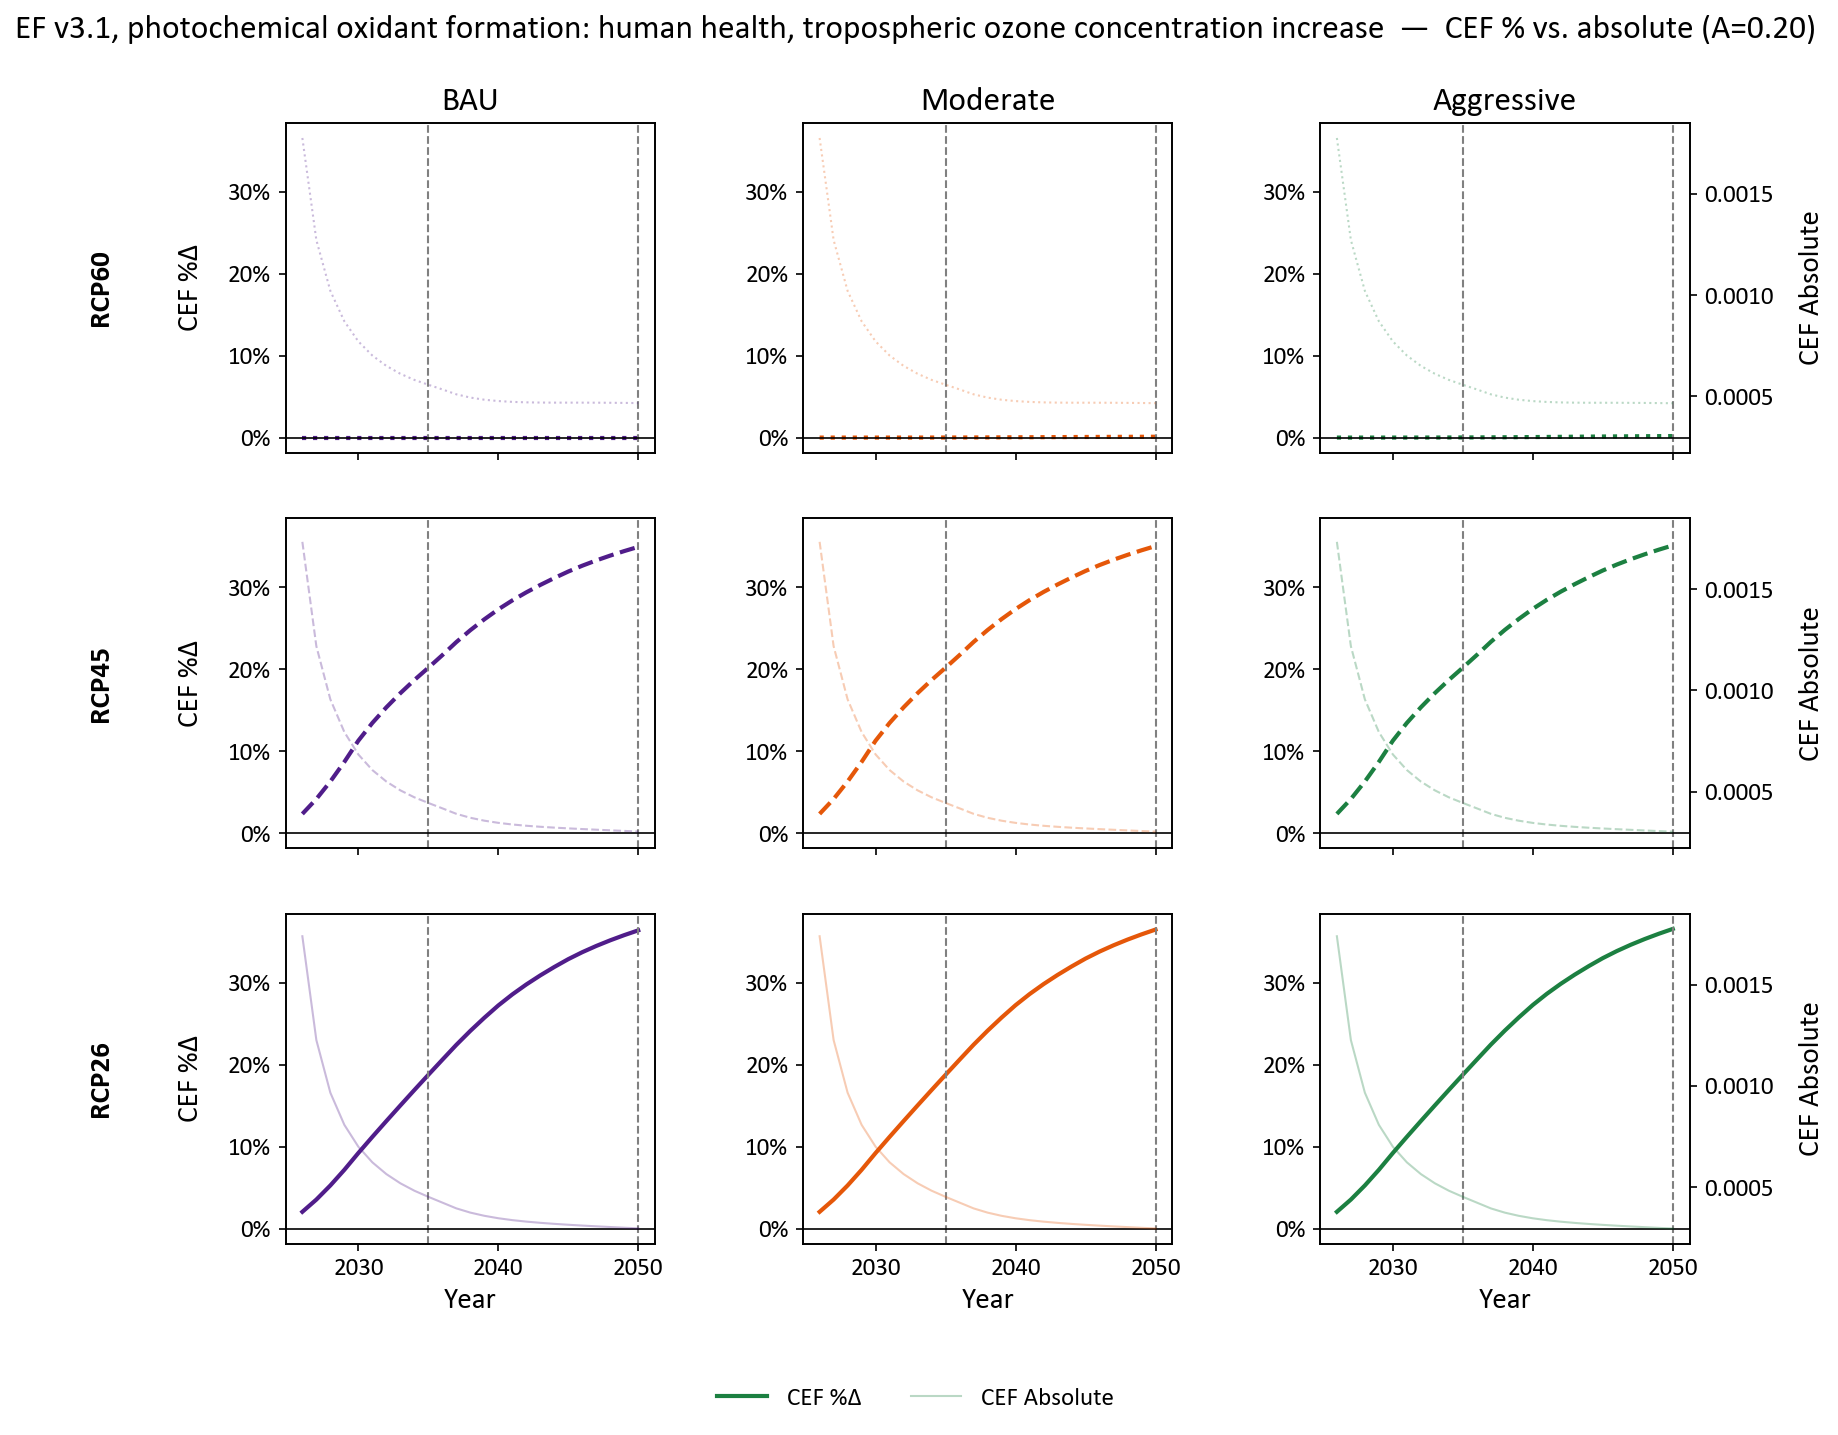 EF v3.1, photochemical oxidant formation: human health, tropospheric ozone concentration increase — CEF % vs. absolute (A=0.20)
BAU
Moderate
Aggressive
RCP60
CEF %Δ
30%
20%
10%
0%
30%
20%
10%
0%
30%
20%
10%
0%
0.0015
0.0010
0.0005
CEF Absolute
RCP45
CEF %Δ
30%
20%
10%
0%
30%
20%
10%
0%
30%
20%
10%
0%
0.0015
0.0010
0.0005
CEF Absolute
RCP26
CEF %Δ
30%
20%
10%
0%
30%
20%
10%
0%
30%
20%
10%
0%
0.0015
0.0010
0.0005
CEF Absolute
2030 2040 2050
2030 2040 2050
2030 2040 2050
Year
Year
Year
CEF %Δ
CEF Absolute